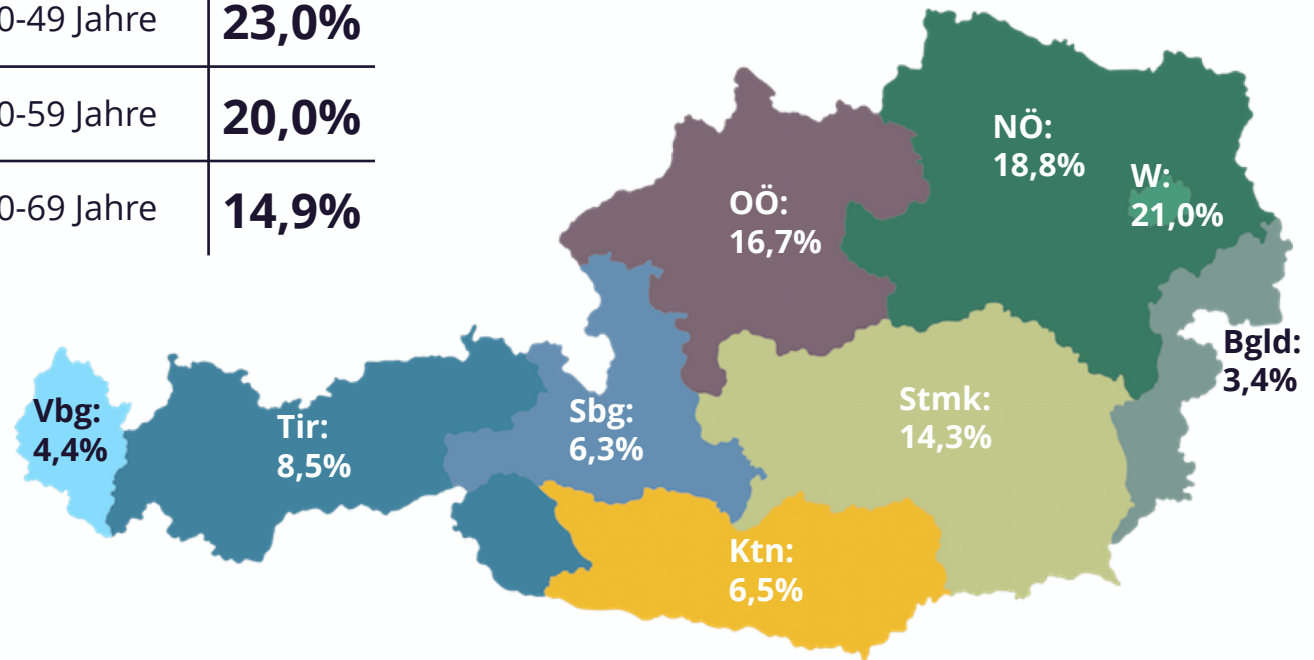 0-49 Jahre 23,0%
0-59 Jahre 20,0%
0-69 Jahre 14,9%
NÖ:
18,8%
W:
21,0%
OÖ:
16,7%
Bgld:
3,4%
Vbg:
4,4%
Tir:
8,5%
Sbg:
6,3%
Stmk:
14,3%
Ktn:
6,5%